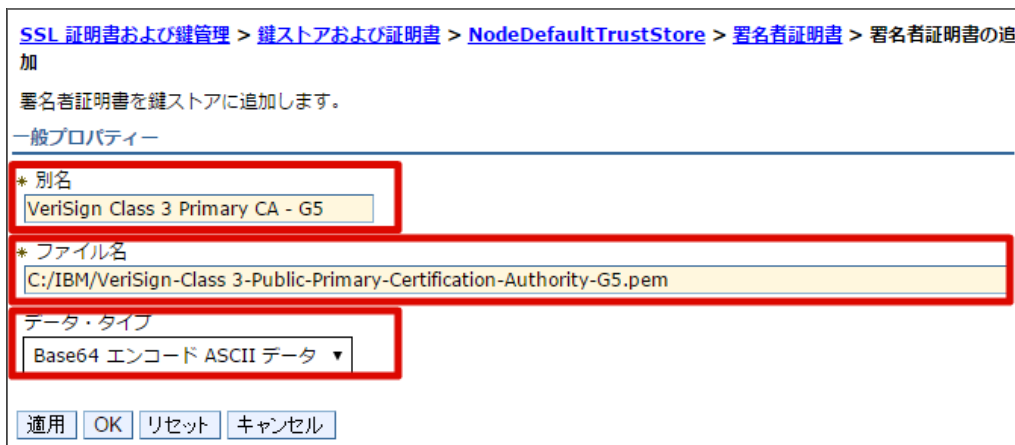 SSL 証明書および鍵管理 > 鍵ストアおよび証明書 > NodeDefaultTrustStore > 署名者証明書 > 署名者証明書の追
加
署名者証明書を鍵ストアに追加します。
一般プロパティー
* 別名
VeriSign Class 3 Primary CA - G5
* ファイル名
C:/IBM/VeriSign-Class 3-Public-Primary-Certification-Authority-G5.pem
データ・タイプ
Base64 エンコード ASCII データ ▼
適用 OK リセット キャンセル